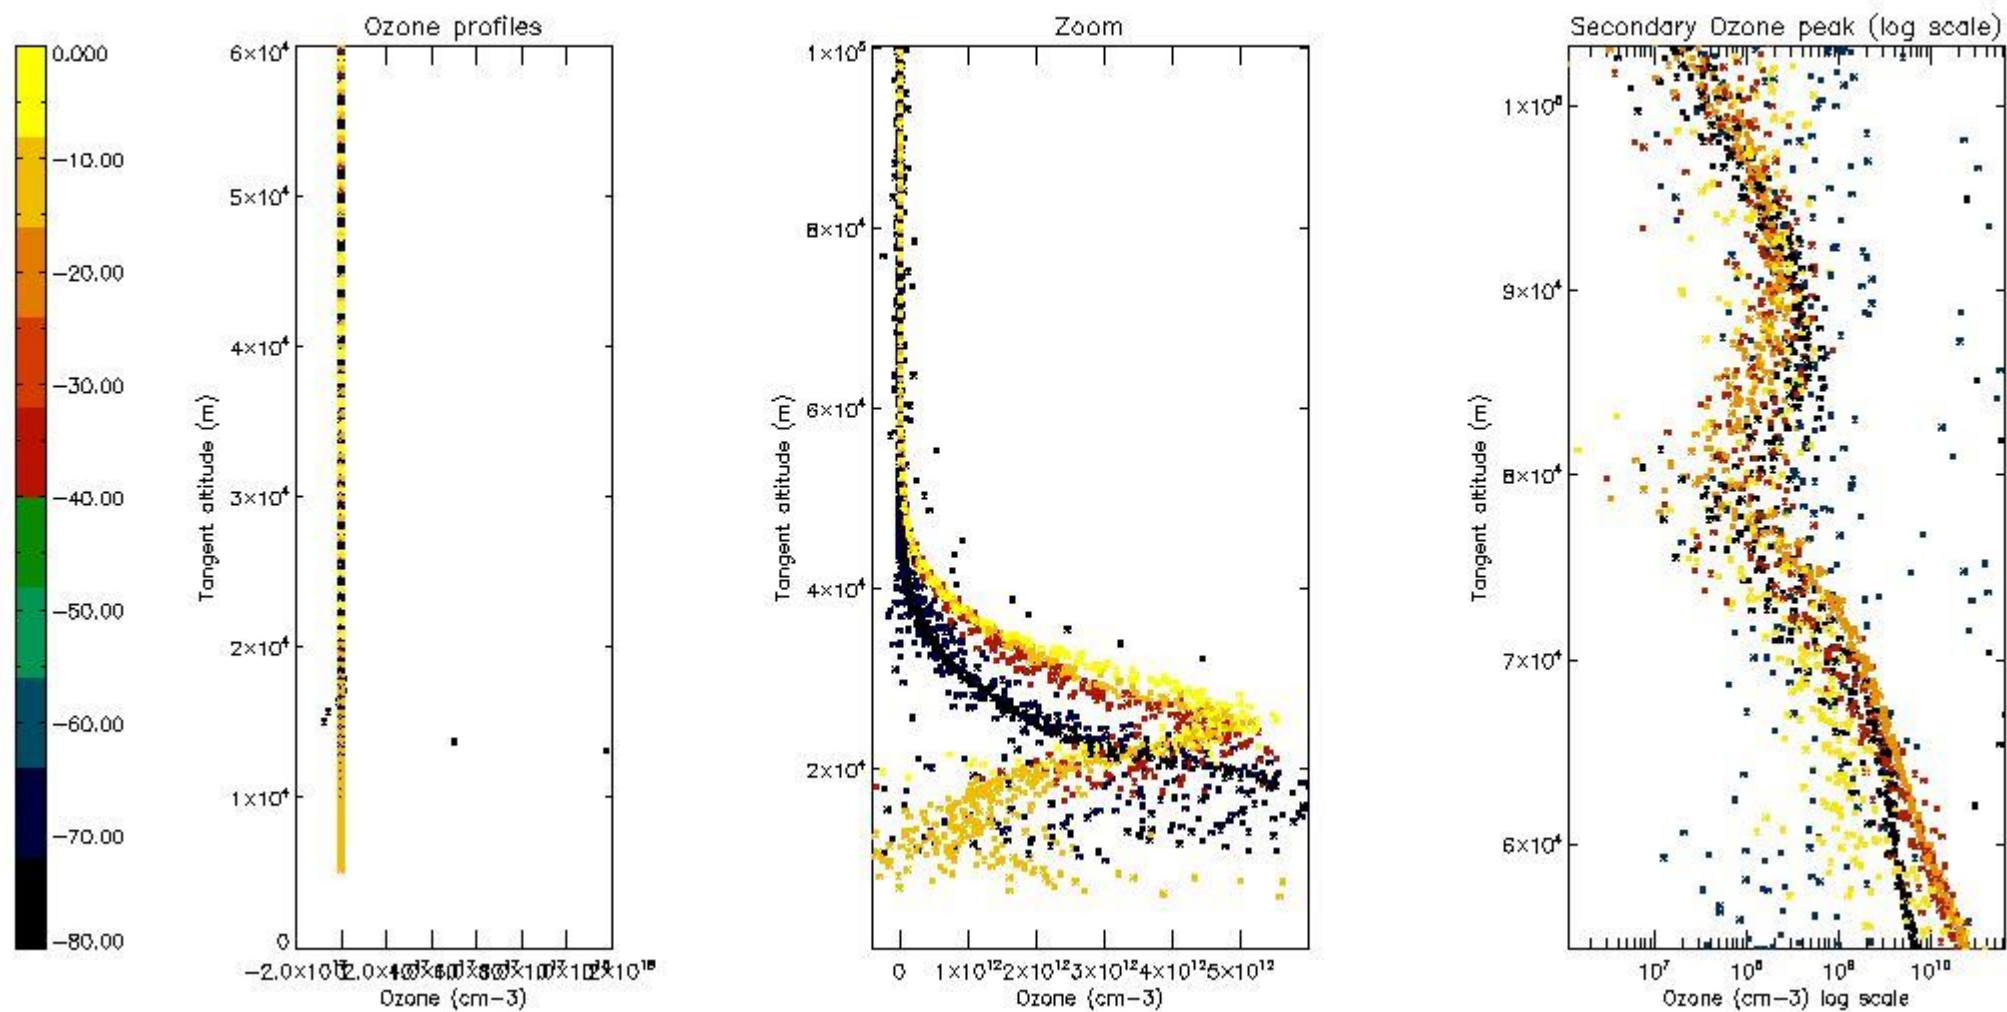 Ozone profiles
Zoom
Secondary Ozone peak (log scale)
0.000
−10.00
−20.00
−30.00
−40.00
−50.00
−60.00
−70.00
−80.00
6×10⁴
5×10⁴
4×10⁴
3×10⁴
2×10⁴
1×10⁴
0
Tangent altitude (m)
Ozone (cm−3)
1×10⁵
8×10⁴
6×10⁴
4×10⁴
2×10⁴
Tangent altitude (m)
0 1×10¹² 2×10¹² 3×10¹² 4×10¹² 5×10¹²
Ozone (cm−3)
1×10⁵
9×10⁴
8×10⁴
7×10⁴
6×10⁴
Tangent altitude (m)
10⁷ 10⁸ 10⁹ 10¹⁰
Ozone (cm−3) log scale